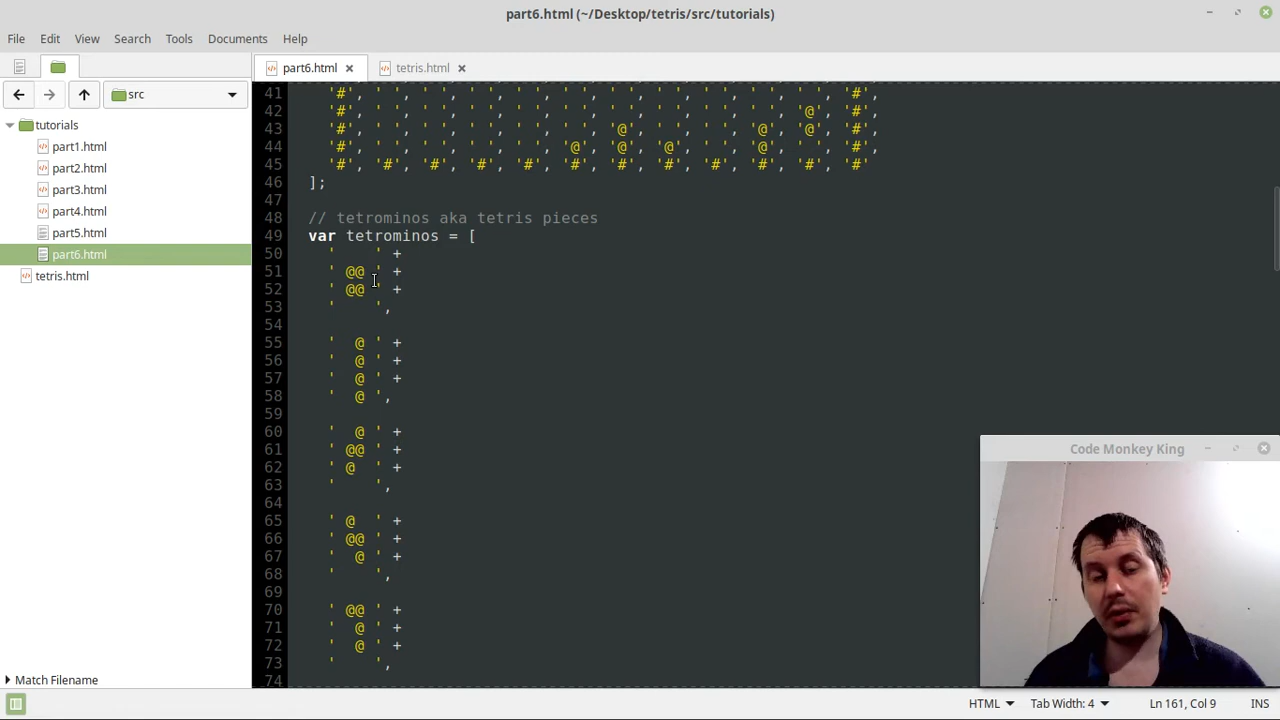 part6.html (~/Desktop/tetris/src/tutorials)
File Edit View Search Tools Documents Help
part6.html
tetris.html
src
tutorials
part1.html
part2.html
part3.html
part4.html
part5.html
part6.html
tetris.html
Match Filename
41 '#', ' ', ' ', ' ', ' ', ' ', ' ', ' ', ' ', ' ', ' ', '#',
42 '#', ' ', ' ', ' ', ' ', ' ', ' ', ' ', ' ', ' ', '@', '#',
43 '#', ' ', ' ', ' ', ' ', ' ', '@', ' ', ' ', '@', '@', '#',
44 '#', ' ', ' ', ' ', ' ', '@', '@', '@', ' ', '@', ' ', '#',
45 '#', '#', '#', '#', '#', '#', '#', '#', '#', '#', '#', '#'
46 ];
47
48 // tetrominos aka tetris pieces
49 var tetrominos = [
50 '    ' +
51 ' @@ ' +
52 ' @@ ' +
53 '    ',
54
55 '  @ ' +
56 '  @ ' +
57 '  @ ' +
58 '  @ ',
59
60 '  @ ' +
61 ' @@ ' +
62 ' @  ' +
63 '    ',
64
65 ' @  ' +
66 ' @@ ' +
67 '  @ ' +
68 '    ',
69
70 ' @@ ' +
71 '  @ ' +
72 '  @ ' +
73 '    ',
74
Code Monkey King
HTML Tab Width: 4 Ln 161, Col 9 INS